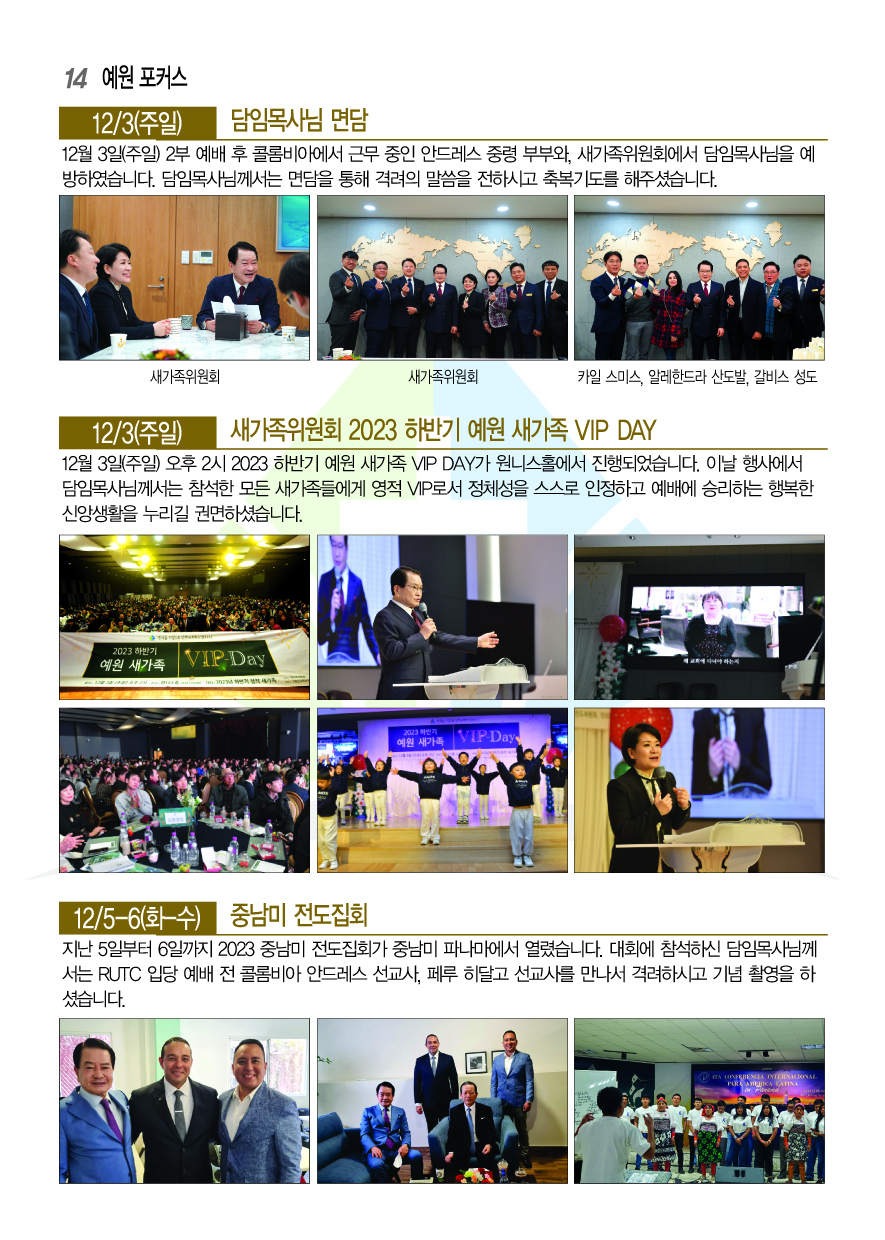 14 예원 포커스
12/3(주일) 담임목사님 면담
12월 3일(주일) 2부 예배 후 콜롬비아에서 근무 중인 안드레스 중령 부부와, 새가족위원회에서 담임목사님을 예
방하였습니다. 담임목사님께서는 면담을 통해 격려의 말씀을 전하시고 축복기도를 해주셨습니다.
새가족위원회 새가족위원회 카일 스미스, 알레한드라 산도발, 갈비스 성도
12/3(주일) 새가족위원회 2023 하반기 예원 새가족 VIP DAY
12월 3일(주일) 오후 2시 2023 하반기 예원 새가족 VIP DAY가 원니스홀에서 진행되었습니다. 이날 행사에서
담임목사님께서는 참석한 모든 새가족들에게 영적 VIP로서 정체성을 스스로 인정하고 예배에 승리하는 행복한
신앙생활을 누리길 권면하셨습니다.
2023 하반기
예원 새가족 VIP Day
왜 교회에 다녀야 하는지
2023 하반기
예원 새가족 VIP Day
12/5-6(화-수) 중남미 전도집회
지난 5일부터 6일까지 2023 중남미 전도집회가 중남미 파나마에서 열렸습니다. 대회에 참석하신 담임목사님께
서는 RUTC 입당 예배 전 콜롬비아 안드레스 선교사, 페루 히달고 선교사를 만나서 격려하시고 기념 촬영을 하
셨습니다.
CONFERENCIA INTERNACIONAL
PARA AMERICA LATINA